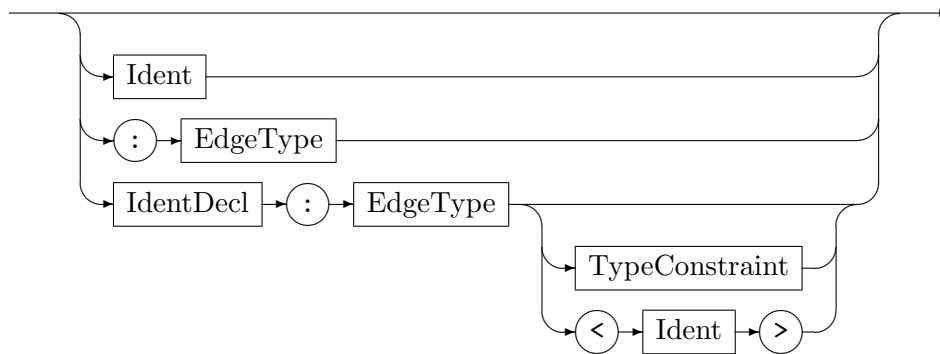 Ident
: EdgeType
IdentDecl : EdgeType
TypeConstraint
< Ident >